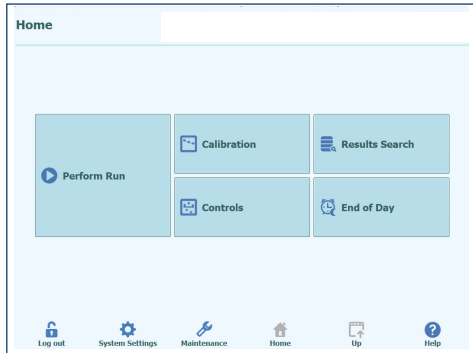 Home
Perform Run
Calibration
Results Search
Controls
End of Day
Log out
System Settings
Maintenance
Home
Up
Help